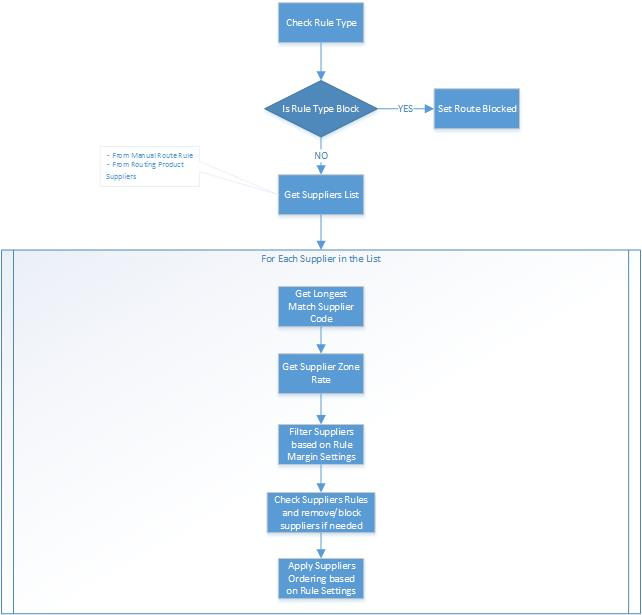 Check Rule Type
Is Rule Type Block
YES
Set Route Blocked
NO
- From Manual Route Rule
- From Routing Product
Suppliers
Get Suppliers List
For Each Supplier in the List
Get Longest
Match Supplier
Code
Get Supplier Zone
Rate
Filter Suppliers
based on Rule
Margin Settings
Check Suppliers Rules
and remove/block
suppliers if needed
Apply Suppliers
Ordering based
on Rule Settings